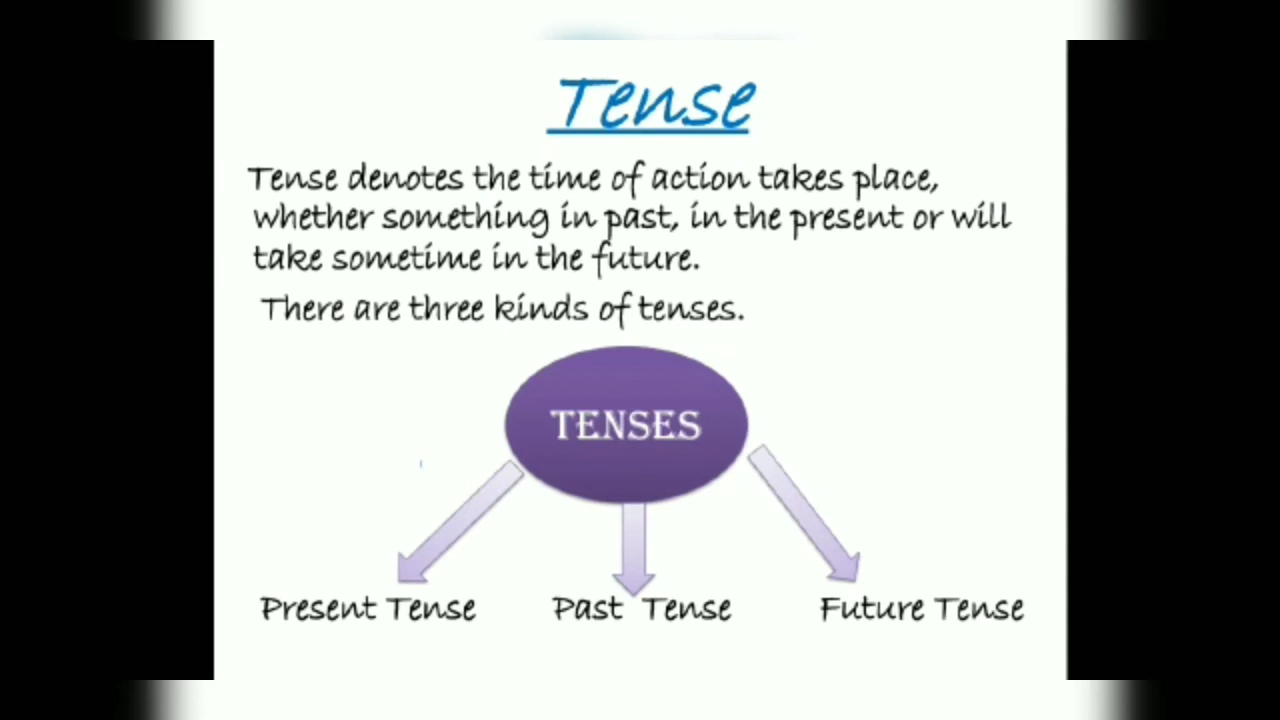 Tense
Tense denotes the time of action takes place,
whether something in past, in the present or will
take sometime in the future.
There are three kinds of tenses.
TENSES
Present Tense
Past Tense
Future Tense